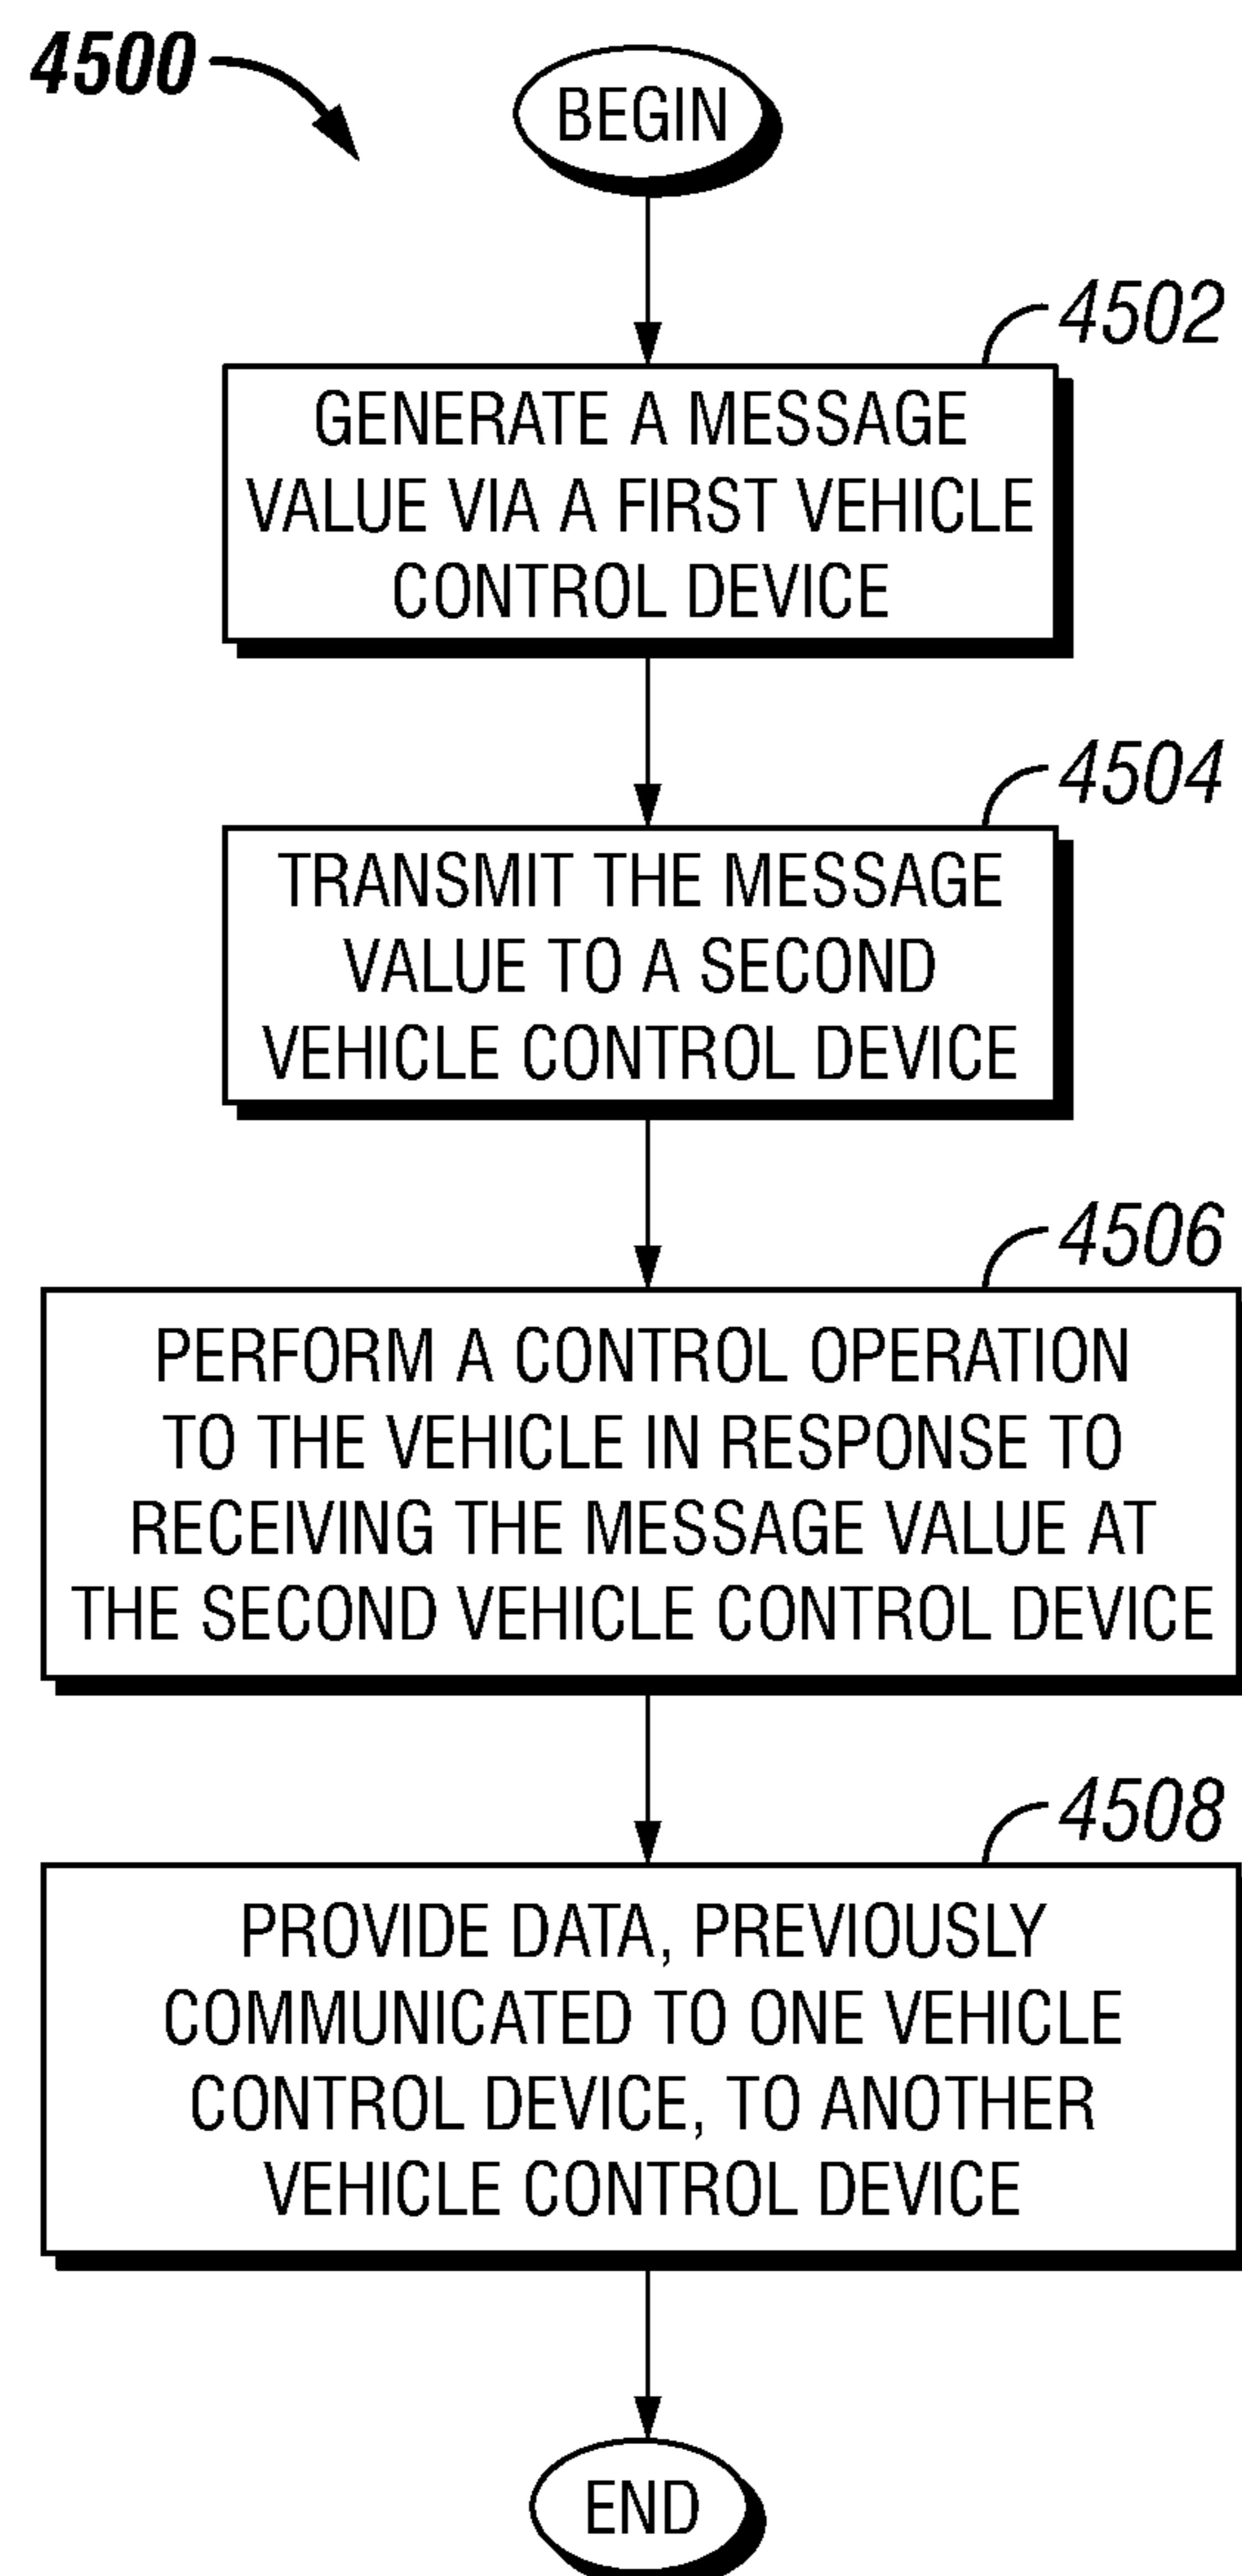 4500
BEGIN
4502
GENERATE A MESSAGE
VALUE VIA A FIRST VEHICLE
CONTROL DEVICE
4504
TRANSMIT THE MESSAGE
VALUE TO A SECOND
VEHICLE CONTROL DEVICE
4506
PERFORM A CONTROL OPERATION
TO THE VEHICLE IN RESPONSE TO
RECEIVING THE MESSAGE VALUE AT
THE SECOND VEHICLE CONTROL DEVICE
4508
PROVIDE DATA, PREVIOUSLY
COMMUNICATED TO ONE VEHICLE
CONTROL DEVICE, TO ANOTHER
VEHICLE CONTROL DEVICE
END